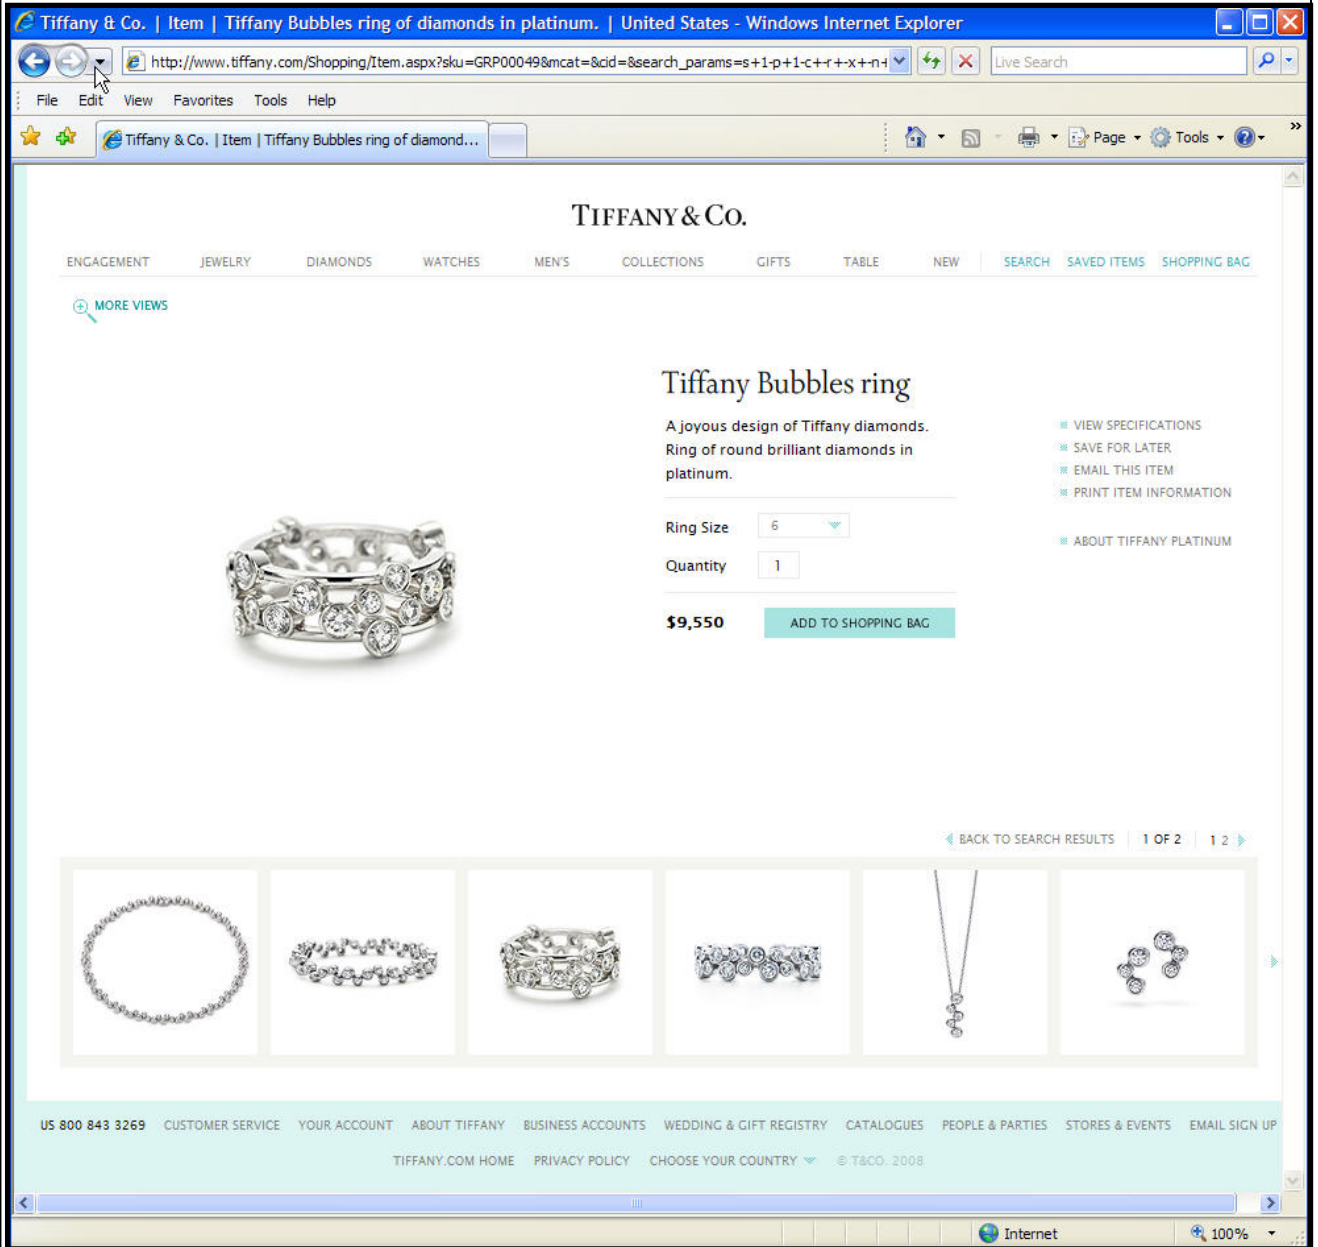 Tiffany & Co. | Item | Tiffany Bubbles ring of diamonds in platinum. | United States - Windows Internet Explorer
http://www.tiffany.com/Shopping/Item.aspx?sku=GRP00049&mcat=&cid=&search_params=s+1-p+1-c+-r+-x+-n+
Live Search
File Edit View Favorites Tools Help
Tiffany & Co. | Item | Tiffany Bubbles ring of diamond...
Page Tools »
TIFFANY & CO.
ENGAGEMENT JEWELRY DIAMONDS WATCHES MEN'S COLLECTIONS GIFTS TABLE NEW SEARCH SAVED ITEMS SHOPPING BAG
MORE VIEWS
Tiffany Bubbles ring
A joyous design of Tiffany diamonds.
Ring of round brilliant diamonds in
platinum.
Ring Size 6
Quantity 1
$9,550 ADD TO SHOPPING BAG
VIEW SPECIFICATIONS
SAVE FOR LATER
EMAIL THIS ITEM
PRINT ITEM INFORMATION
ABOUT TIFFANY PLATINUM
BACK TO SEARCH RESULTS 1 OF 2 1 2
US 800 843 3269 CUSTOMER SERVICE YOUR ACCOUNT ABOUT TIFFANY BUSINESS ACCOUNTS WEDDING & GIFT REGISTRY CATALOGUES PEOPLE & PARTIES STORES & EVENTS EMAIL SIGN UP
TIFFANY.COM HOME PRIVACY POLICY CHOOSE YOUR COUNTRY © T&CO. 2008
Internet 100%